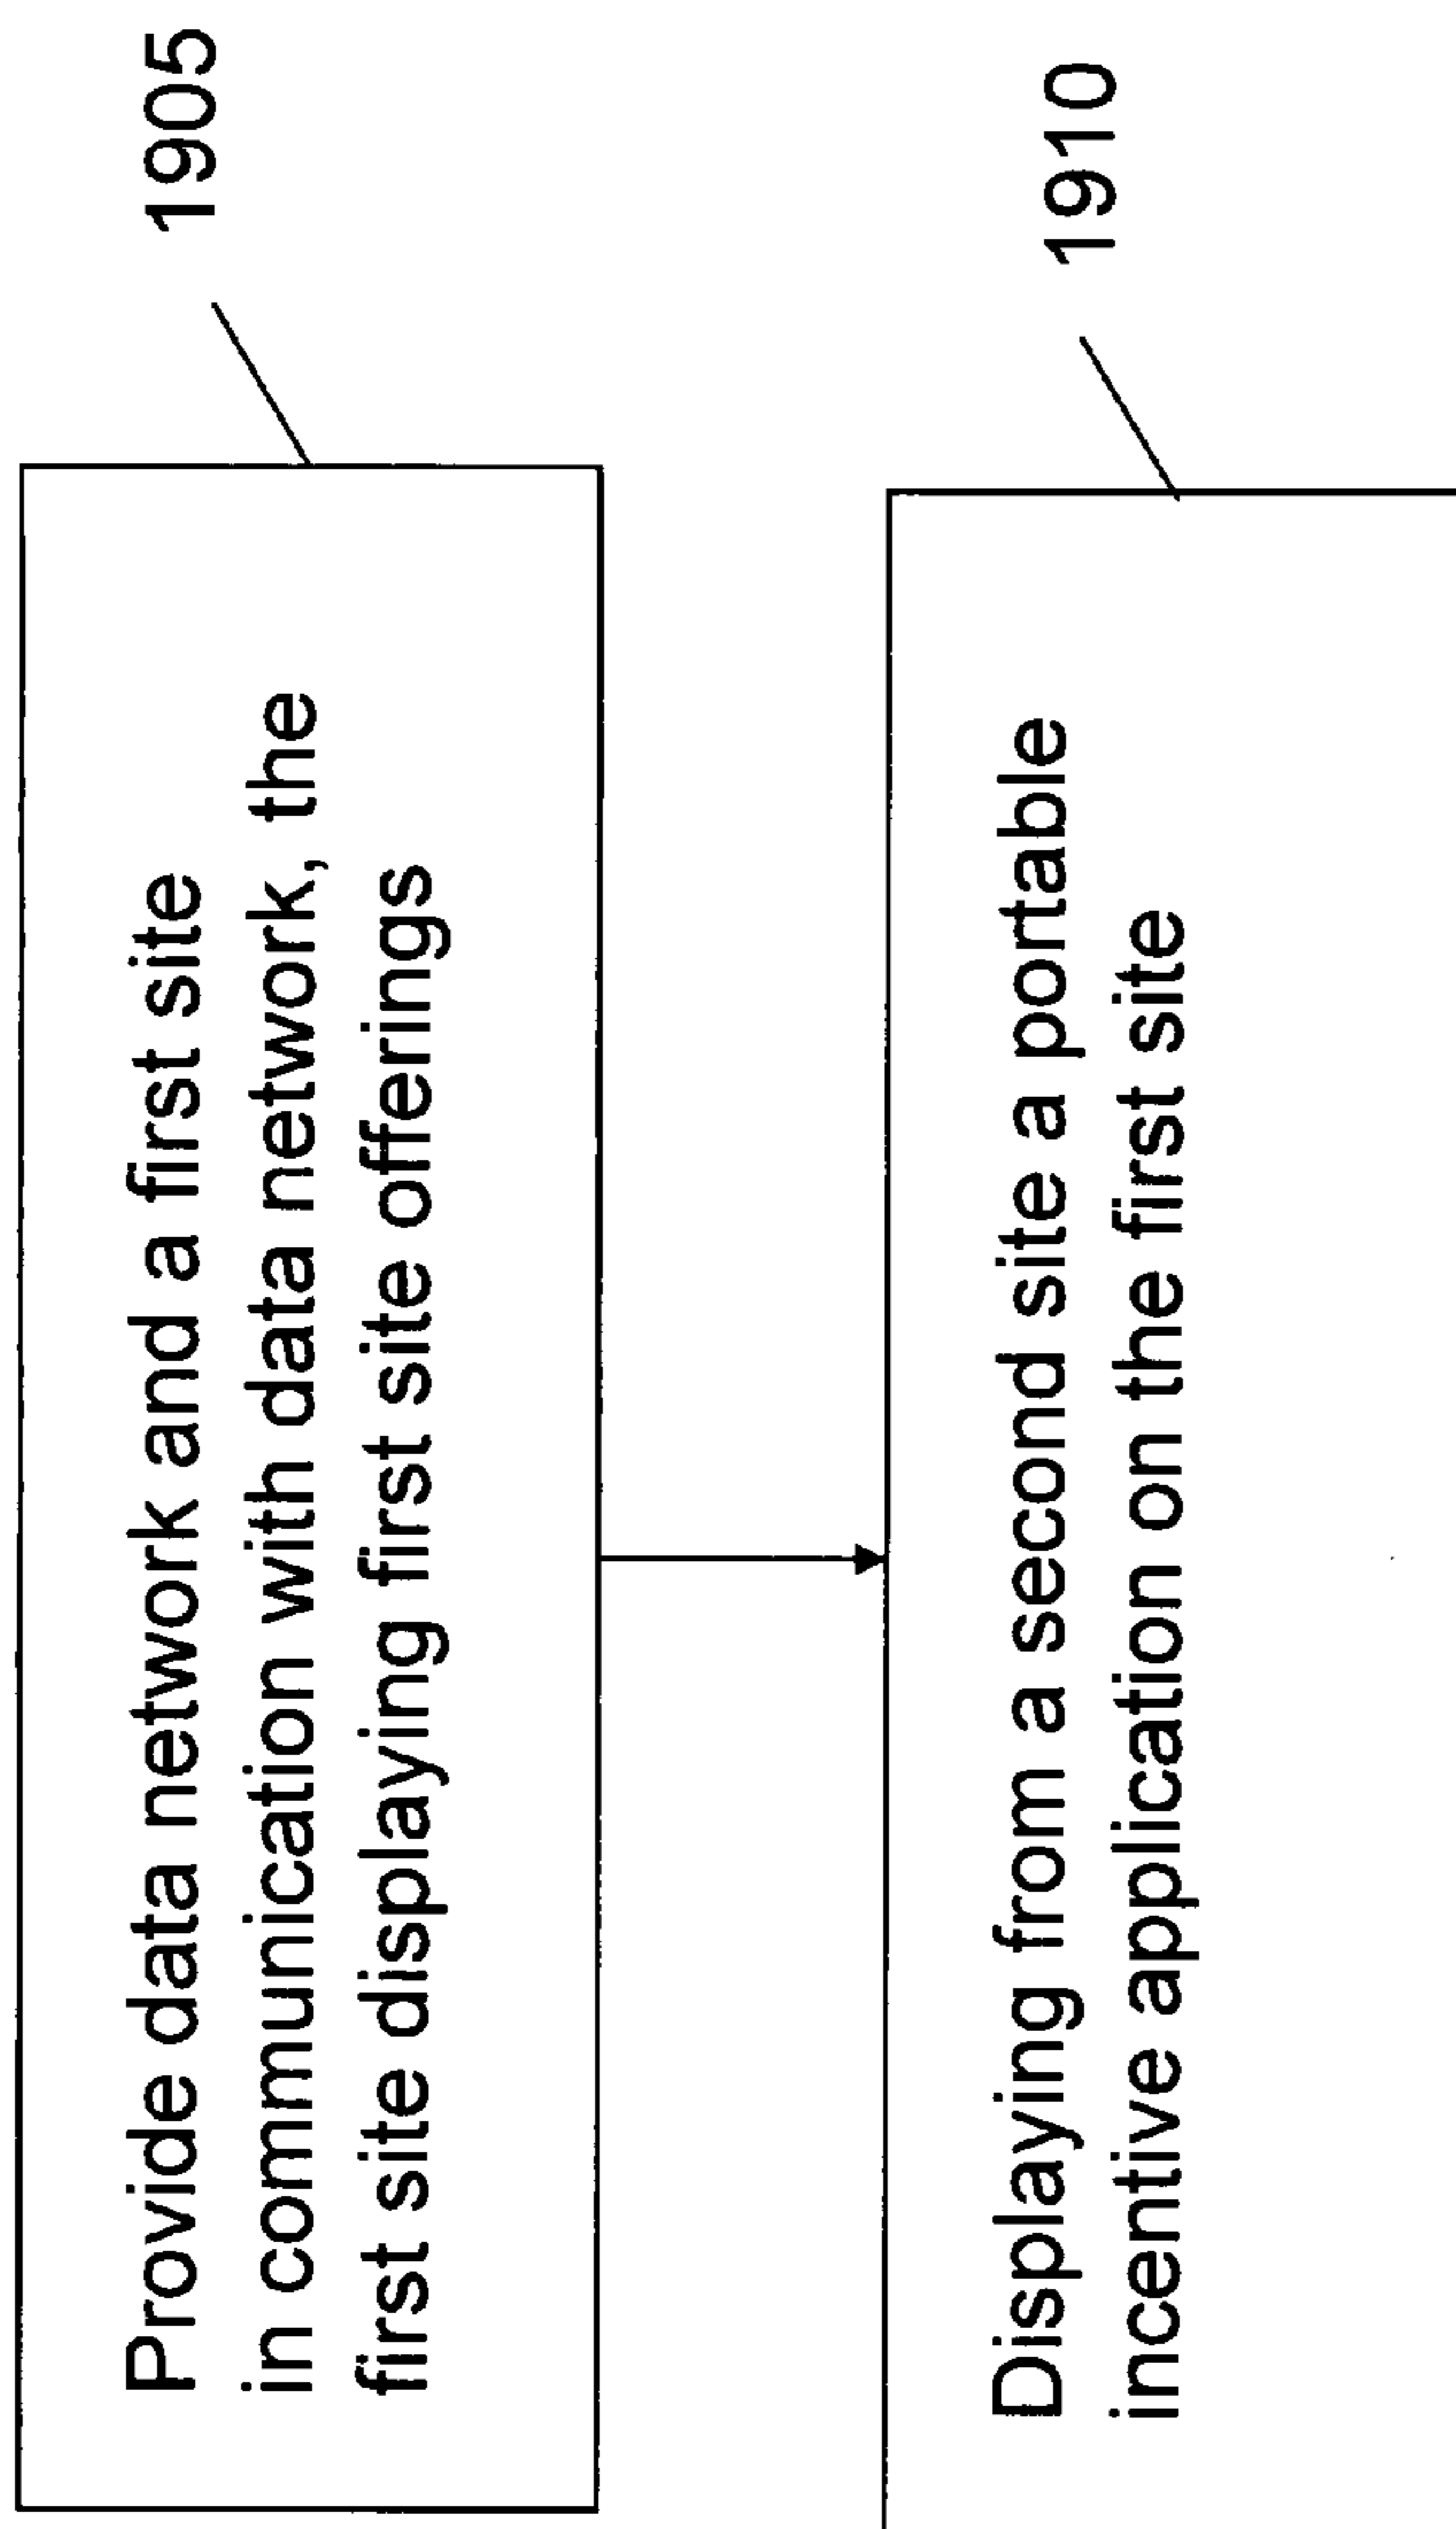 Provide data network and a first site
in communication with data network, the
first site displaying first site offerings
1905
Displaying from a second site a portable
incentive application on the first site
1910